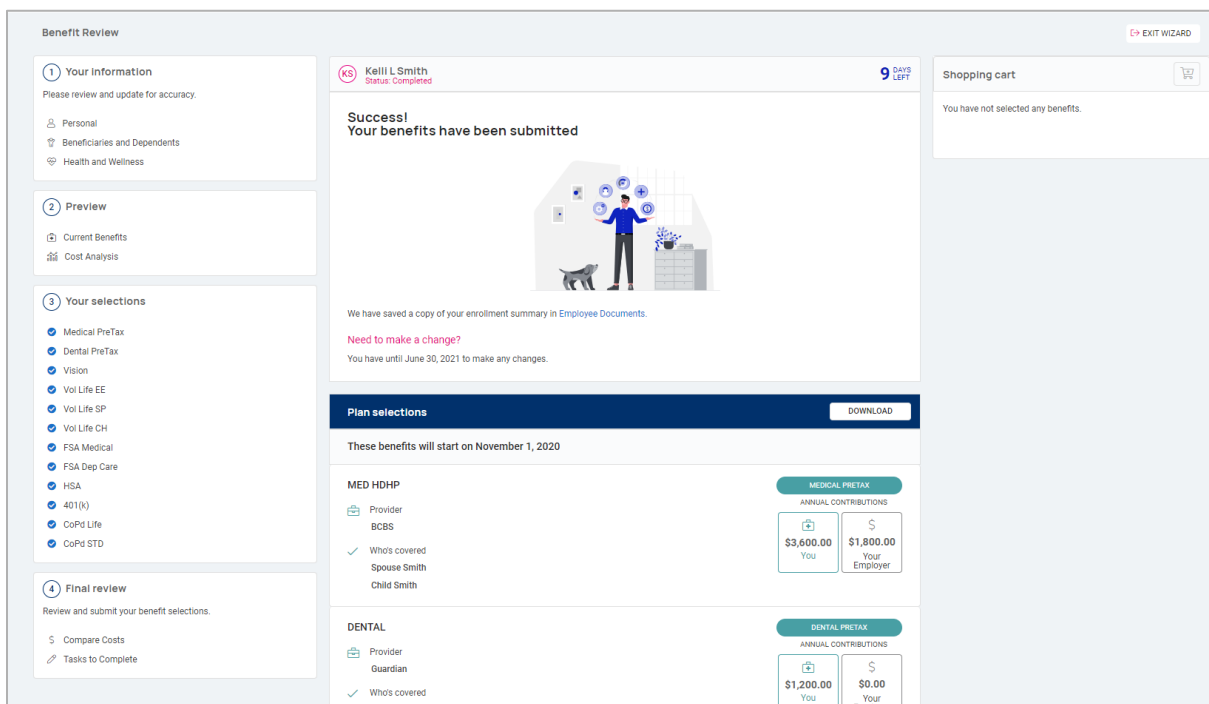 Benefit Review
EXIT WIZARD
1 Your information
Please review and update for accuracy.
Personal
Beneficiaries and Dependents
Health and Wellness
2 Preview
Current Benefits
Cost Analysis
3 Your selections
Medical PreTax
Dental PreTax
Vision
Vol Life EE
Vol Life SP
Vol Life CH
FSA Medical
FSA Dep Care
HSA
401(k)
CoPd Life
CoPd STD
4 Final review
Review and submit your benefit selections.
$ Compare Costs
Tasks to Complete
KS Kelli L Smith
Status: Completed
9 DAYS
LEFT
Success!
Your benefits have been submitted
We have saved a copy of your enrollment summary in Employee Documents.
Need to make a change?
You have until June 30, 2021 to make any changes.
Plan selections
DOWNLOAD
These benefits will start on November 1, 2020
MED HDHP
MEDICAL PRETAX
Provider
BCBS
Who's covered
Spouse Smith
Child Smith
ANNUAL CONTRIBUTIONS
$3,600.00
You
$
$1,800.00
Your
Employer
DENTAL
DENTAL PRETAX
Provider
Guardian
Who's covered
ANNUAL CONTRIBUTIONS
$1,200.00
You
$
$0.00
Your
Shopping cart
You have not selected any benefits.